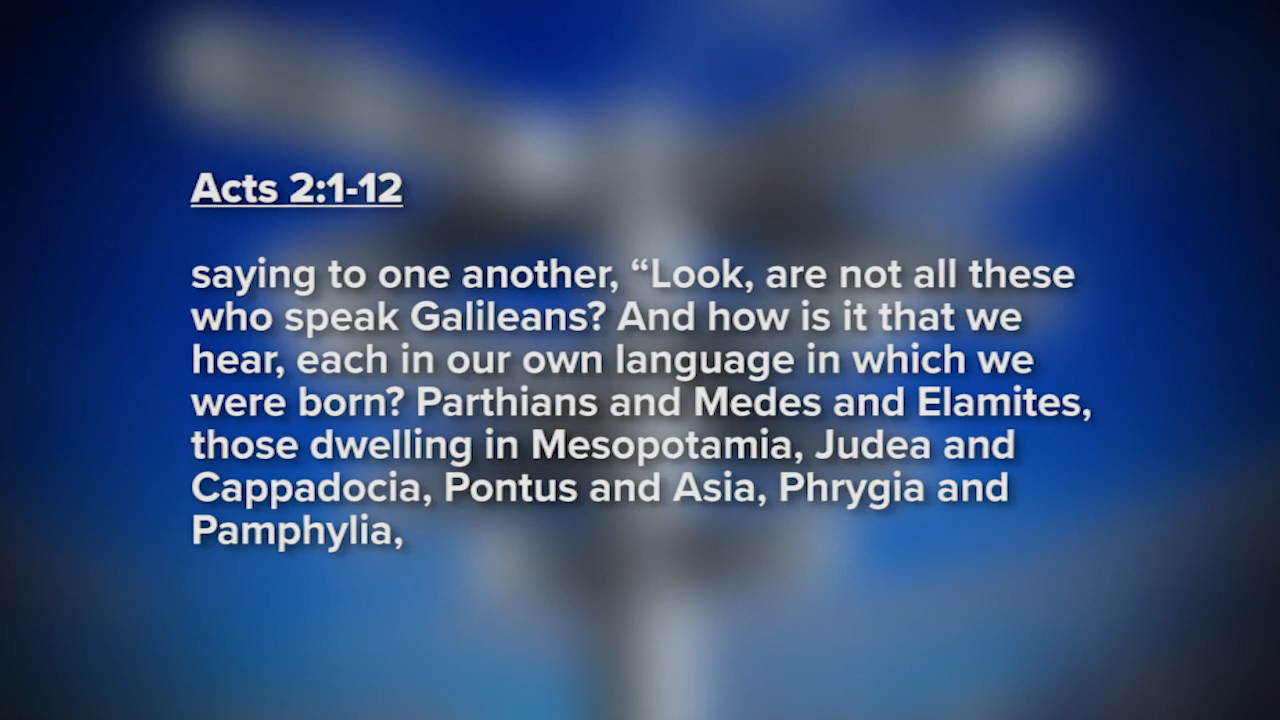 Acts 2:1-12
saying to one another, “Look, are not all these
who speak Galileans? And how is it that we
hear, each in our own language in which we
were born? Parthians and Medes and Elamites,
those dwelling in Mesopotamia, Judea and
Cappadocia, Pontus and Asia, Phrygia and
Pamphylia,